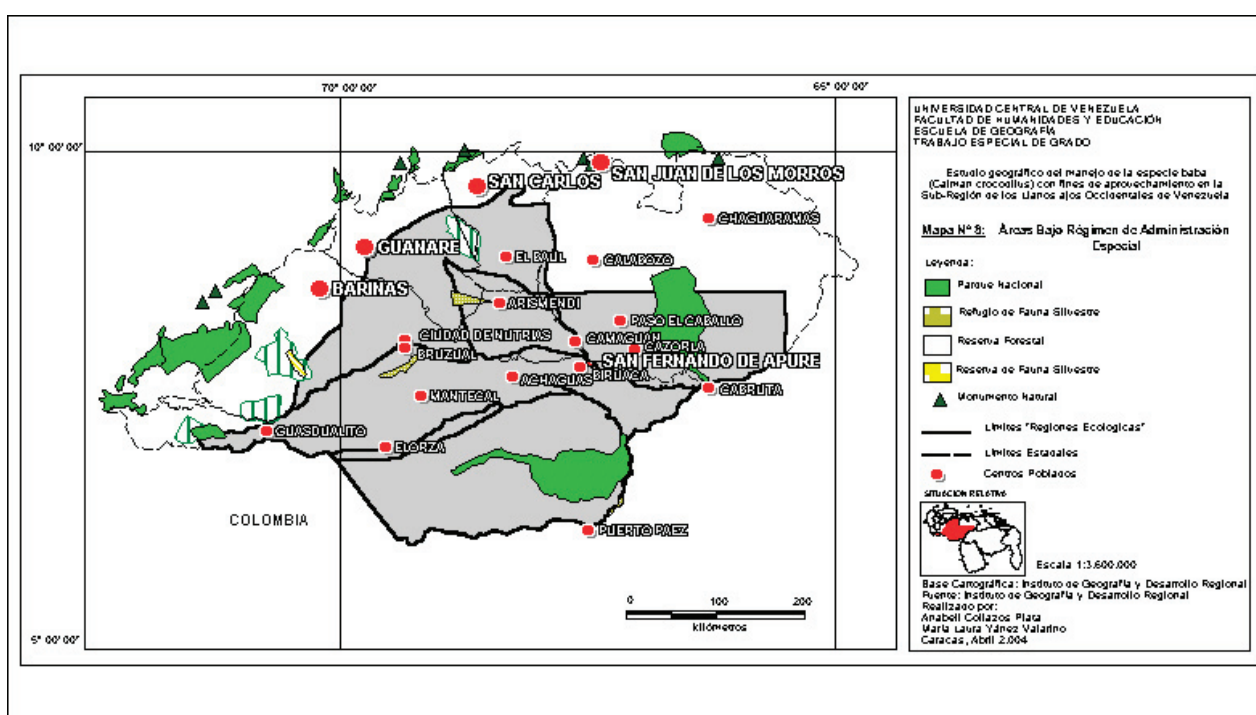 70° 00' 00'
65° 00' 00'
10° 00' 00'
5° 00' 00'
SAN CARLOS
SAN JUAN DE LOS MORROS
CHAGUARAMAS
GUANARE
EL BAUL
CALABOZO
BARINAS
ARISMENDI
PASO EL CABALLO
CIUDAD DE NUTRIAS
CAMAGUAN
CAZORLA
BRUZUAL
SAN FERNANDO DE APURE
BIRUACA
ACHAGUAS
CABRUTA
MANTECAL
GUASDUALITO
ELORZA
COLOMBIA
PUERTO PAEZ
0 100 200
kilómetros
UNIVERSIDAD CENTRAL DE VENEZUELA
FACULTAD DE HUMANIDADES Y EDUCACIÓN
ESCUELA DE GEOGRAFÍA
TRABAJO ESPECIAL DE GRADO
Estudio geográfico del manejo de la especie baba
(Caiman crocodilus) con fines de aprovechamiento en la
Sub-Región de los Llanos Bajos Occidentales de Venezuela
Mapa Nº 8: Áreas Bajo Régimen de Administración
Especial
Leyenda:
Parque Nacional
Refugio de Fauna Silvestre
Reserva Forestal
Reserva de Fauna Silvestre
Monumento Natural
Límites "Regiones Ecologicas"
Límites Estadales
Centros Poblados
SITUACION RELATIVA
Escala 1:3.600.000
Base Cartográfica: Instituto de Geografía y Desarrollo Regional
Fuente: Instituto de Geografía y Desarrollo Regional
Realizado por:
Anabell Collazos Plata
María Laura Yánez Valarino
Caracas, Abril 2.004